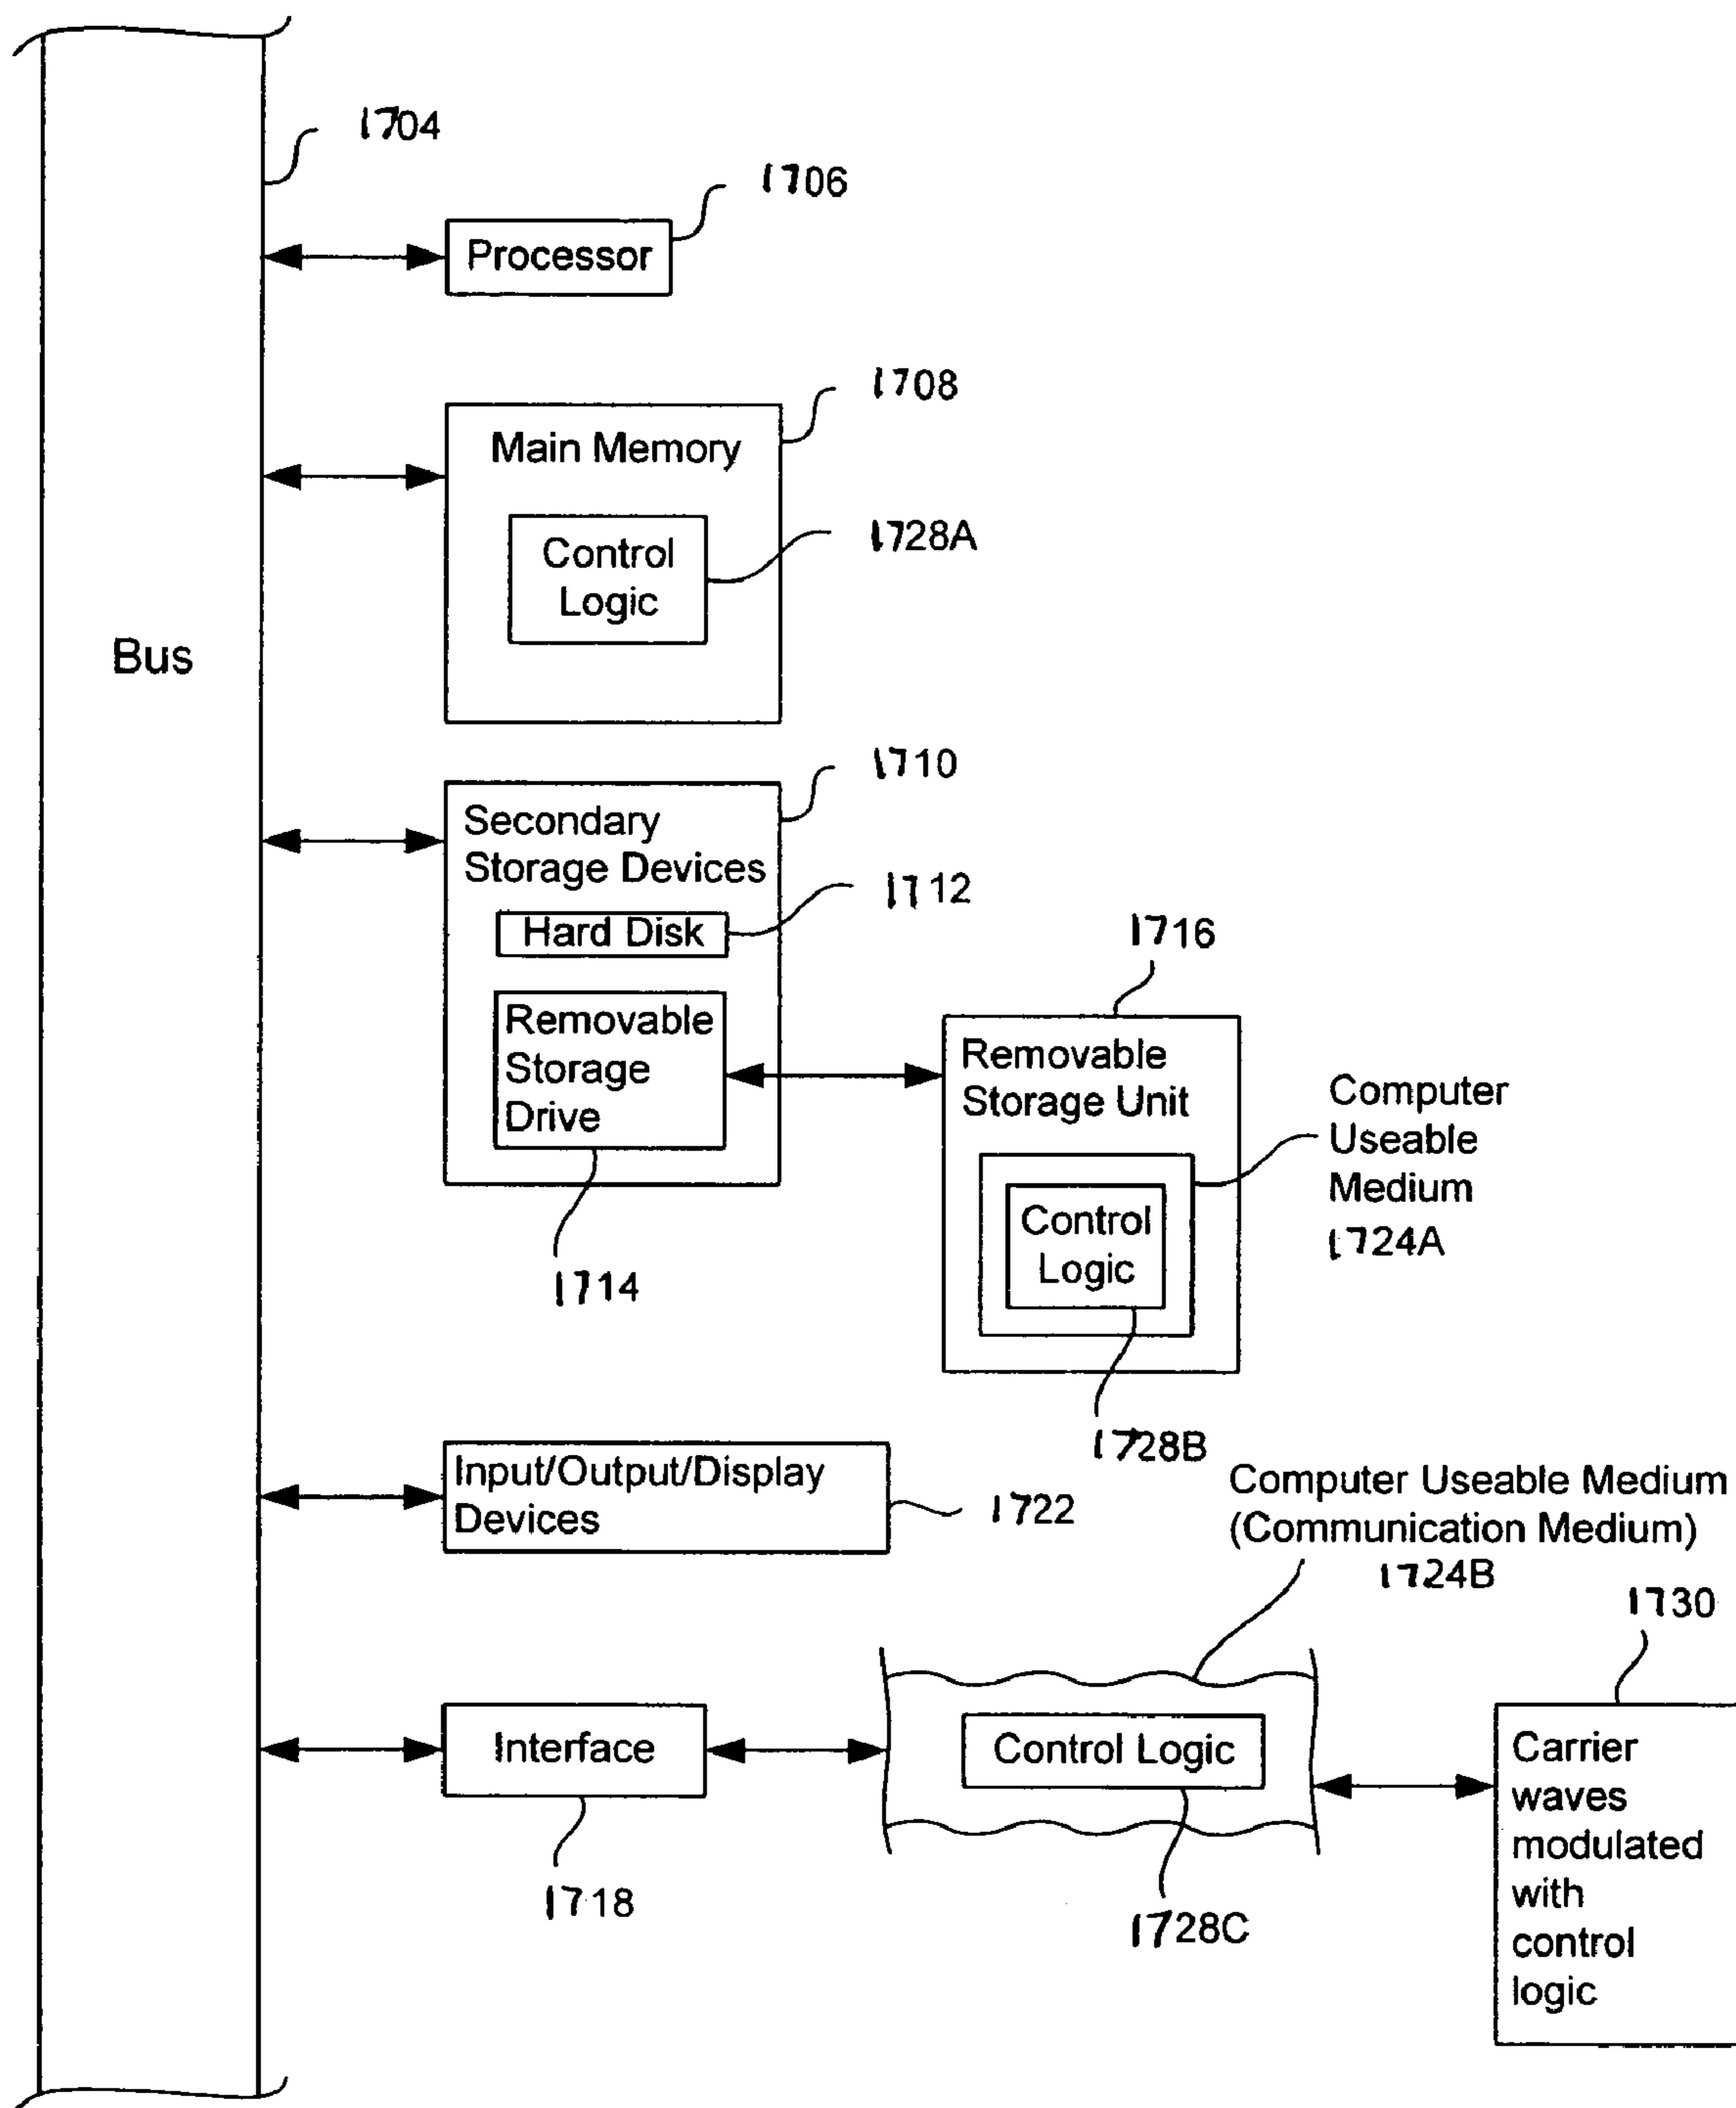 1704
1706
Processor
1708
Main Memory
Control
Logic
1728A
Bus
1710
Secondary
Storage Devices
1712
Hard Disk
Removable
Storage
Drive
1714
1716
Removable
Storage Unit
Control
Logic
Computer
Useable
Medium
1724A
1728B
Input/Output/Display
Devices
1722
Computer Useable Medium
(Communication Medium)
1724B
1730
Interface
1718
Control Logic
1728C
Carrier
waves
modulated
with
control
logic